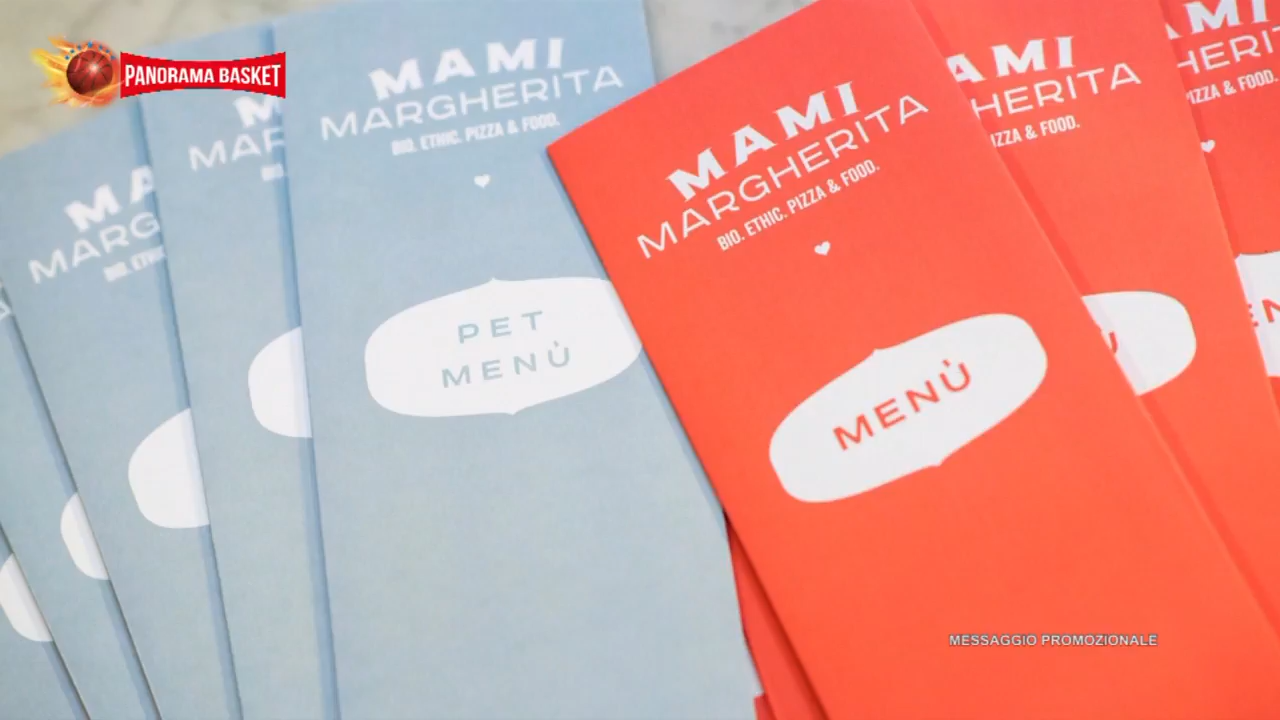 PANORAMA BASKET
MAMI
MARGHERITA
BIO. ETHIC. PIZZA & FOOD.
PET
MENÙ
MAMI
MARGHERITA
BIO. ETHIC. PIZZA & FOOD.
MENÙ
MESSAGGIO PROMOZIONALE